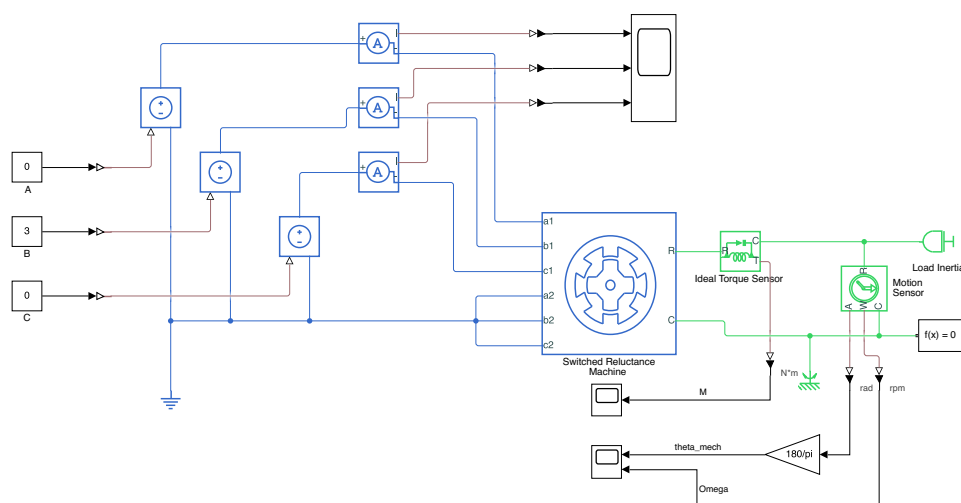 +
A
I
-
+
A
I
-
+
A
I
-
+
-
+
-
+
-
0
A
3
B
0
C
a1
b1
c1
a2
b2
c2
R
C
Switched Reluctance
Machine
R
C
T
Ideal Torque Sensor
Load Inertia
R
A
W
C
Motion
Sensor
f(x) = 0
N*m
rad
rpm
M
theta_mech
180/pi
Omega